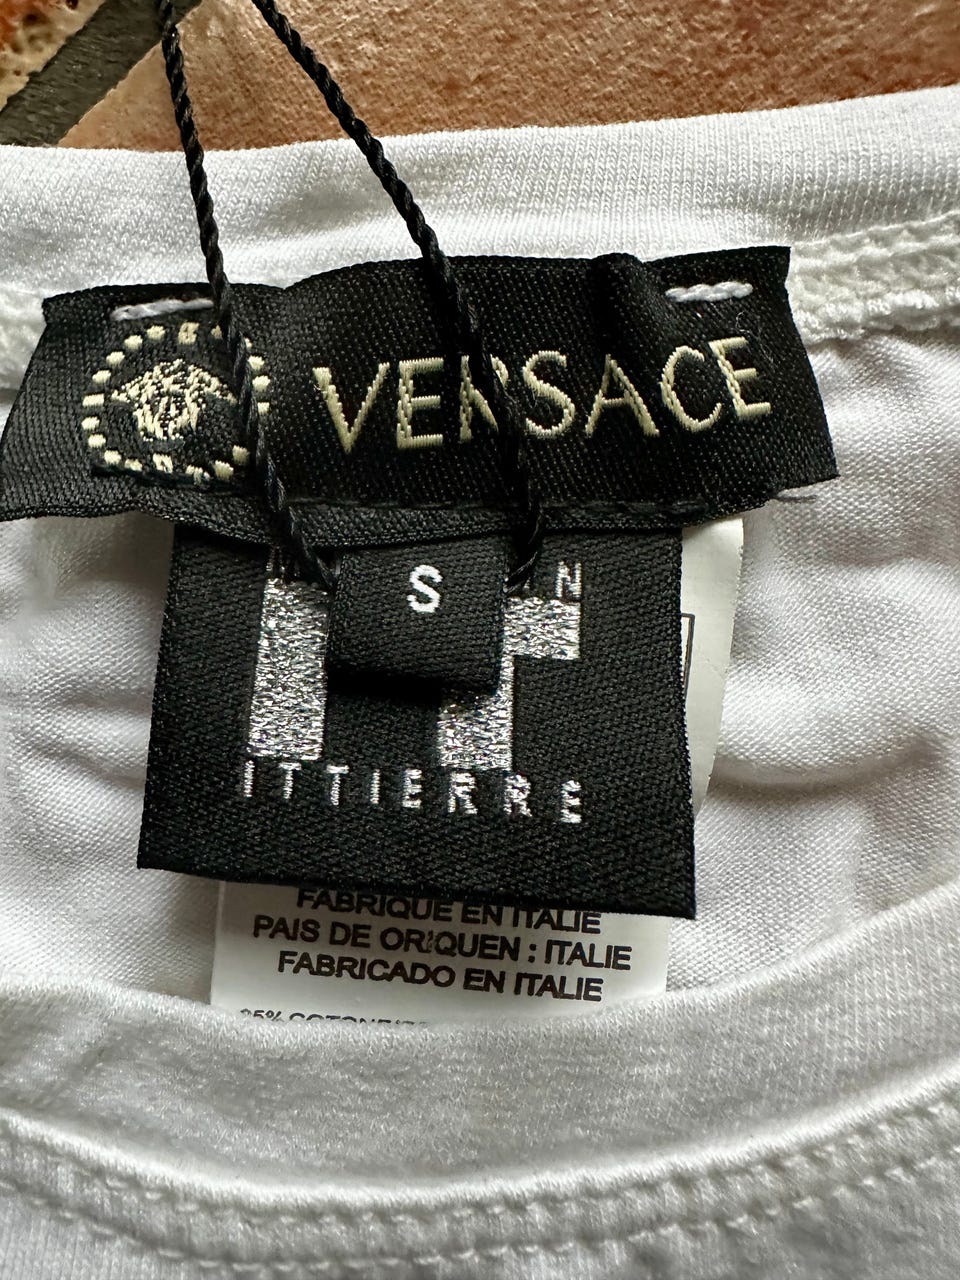 VERSACE
S
N
ITTIERRE
FABRIQUE EN ITALIE
PAIS DE ORIQUEN : ITALIE
FABRICADO EN ITALIE